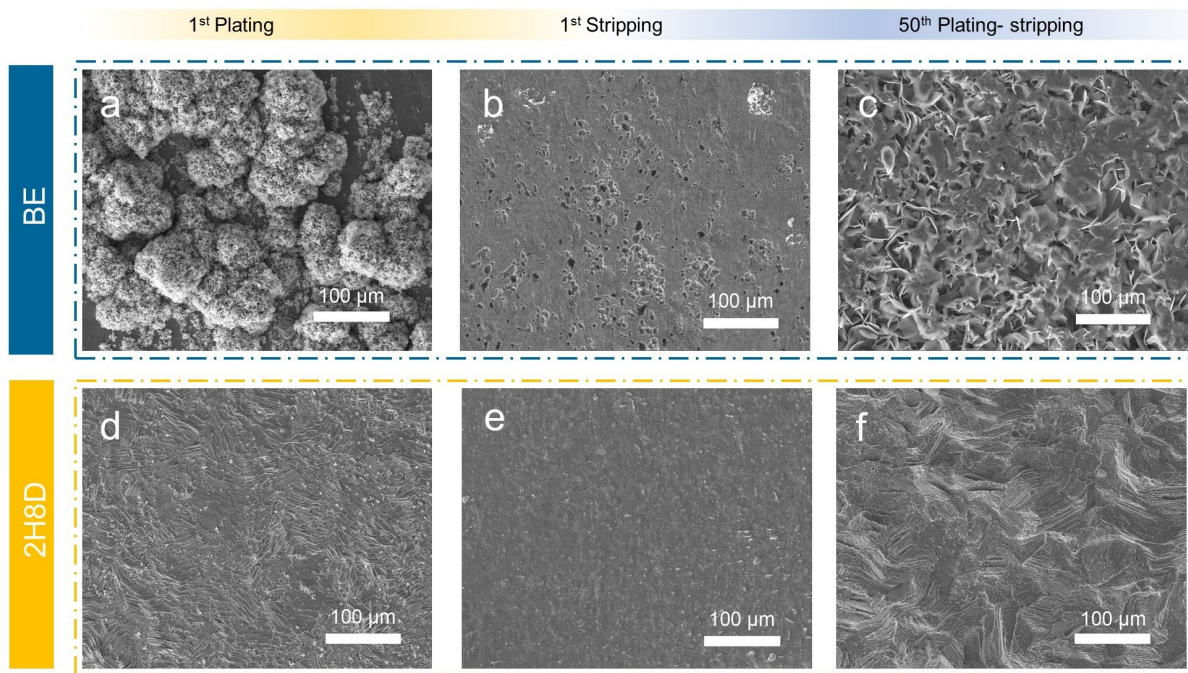 1st Plating
1st Stripping
50th Plating- stripping
BE
a
100 µm
b
100 µm
c
100 µm
2H8D
d
100 µm
e
100 µm
f
100 µm